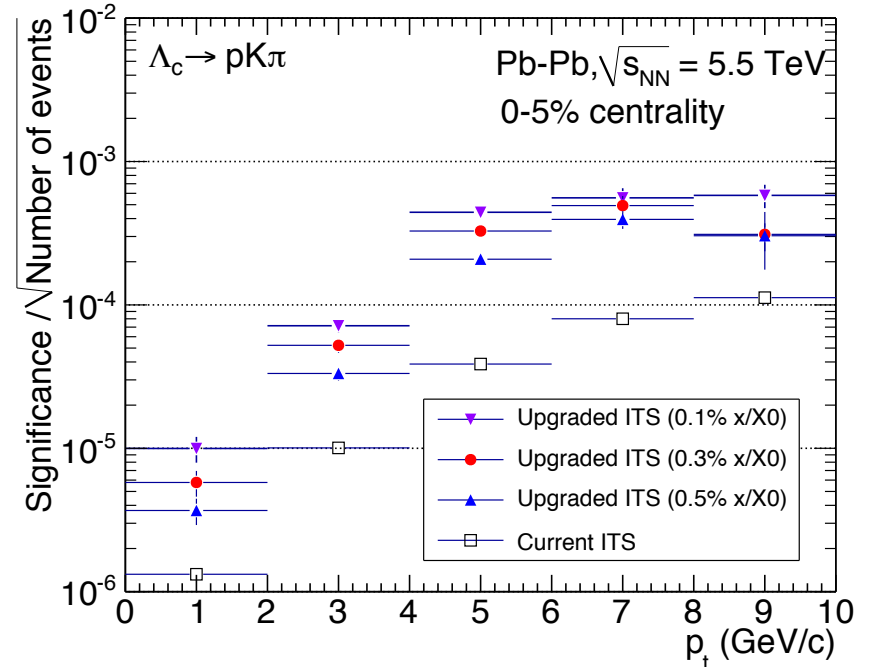 Λc→ pKπ
Pb-Pb, √sNN = 5.5 TeV
0-5% centrality
Significance /√Number of events
10-2
10-3
10-4
10-5
10-6
Upgraded ITS (0.1% x/X0)
Upgraded ITS (0.3% x/X0)
Upgraded ITS (0.5% x/X0)
Current ITS
0 1 2 3 4 5 6 7 8 9 10
pt (GeV/c)